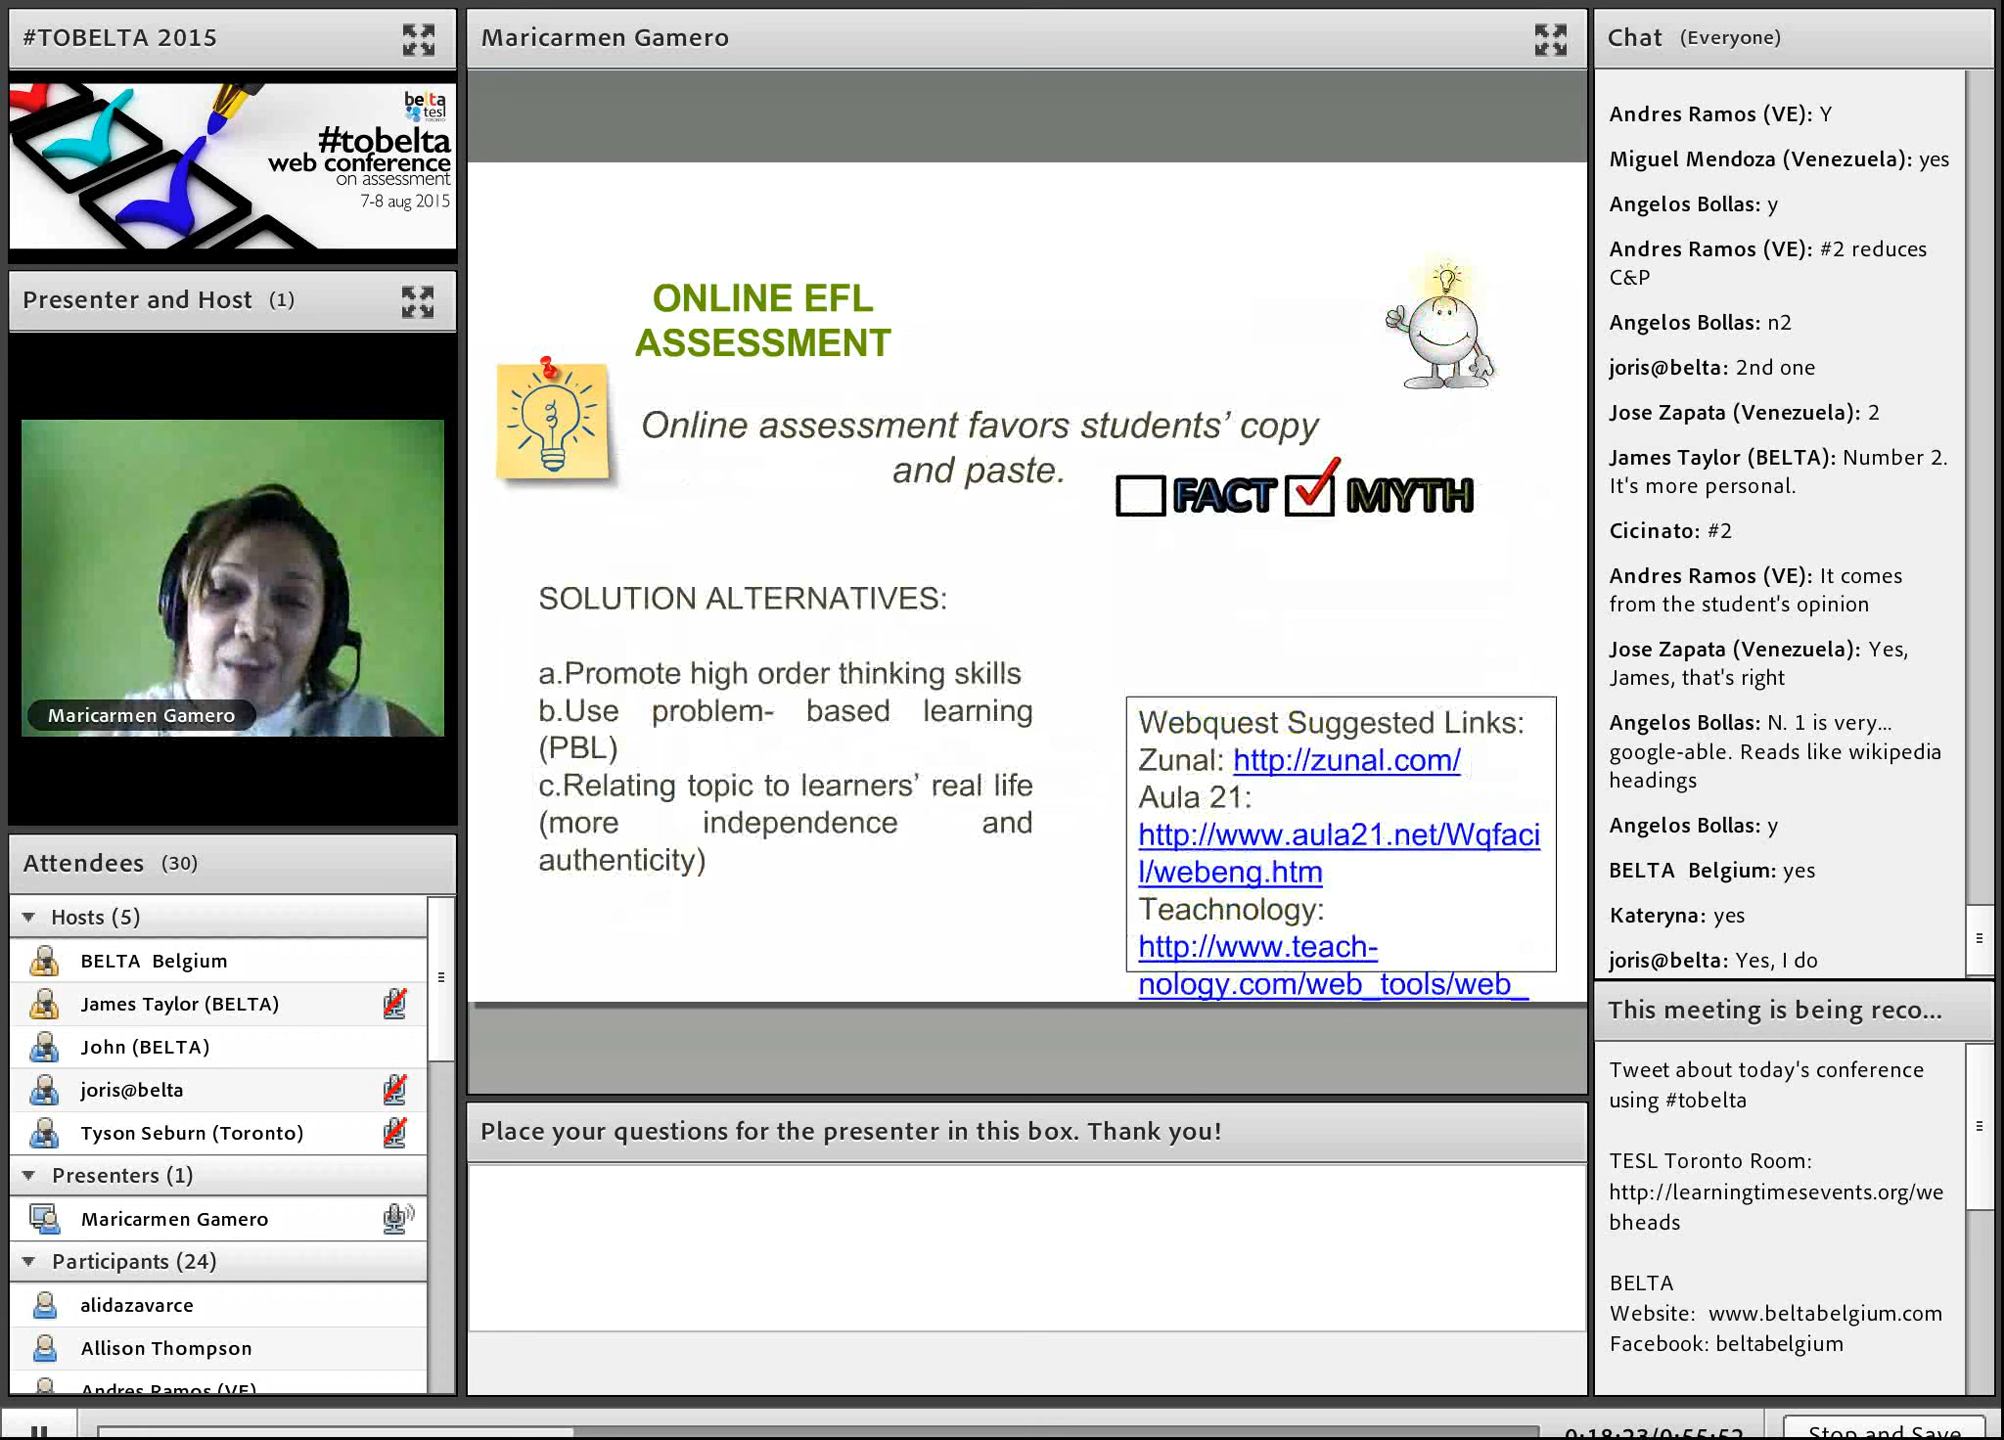 #TOBELTA 2015
belta
tesl
#tobelta
web conference
on assessment
7-8 aug 2015
Presenter and Host (1)
Maricarmen Gamero
Attendees (30)
Hosts (5)
BELTA  Belgium
James Taylor (BELTA)
John (BELTA)
joris@belta
Tyson Seburn (Toronto)
Presenters (1)
Maricarmen Gamero
Participants (24)
alidazavarce
Allison Thompson
Andres Ramos (VE)
Maricarmen Gamero
ONLINE EFL
ASSESSMENT
Online assessment favors students’ copy
and paste.
FACT MYTH
SOLUTION ALTERNATIVES:
a.Promote high order thinking skills
b.Use problem- based learning
(PBL)
c.Relating topic to learners’ real life
(more independence and
authenticity)
Webquest Suggested Links:
Zunal: http://zunal.com/
Aula 21:
http://www.aula21.net/Wqfaci
l/webeng.htm
Teachnology:
http://www.teach-
nology.com/web_tools/web_
Place your questions for the presenter in this box. Thank you!
Chat (Everyone)
Andres Ramos (VE): Y
Miguel Mendoza (Venezuela): yes
Angelos Bollas: y
Andres Ramos (VE): #2 reduces
C&P
Angelos Bollas: n2
joris@belta: 2nd one
Jose Zapata (Venezuela): 2
James Taylor (BELTA): Number 2.
It's more personal.
Cicinato: #2
Andres Ramos (VE): It comes
from the student's opinion
Jose Zapata (Venezuela): Yes,
James, that's right
Angelos Bollas: N. 1 is very...
google-able. Reads like wikipedia
headings
Angelos Bollas: y
BELTA  Belgium: yes
Kateryna: yes
joris@belta: Yes, I do
This meeting is being reco...
Tweet about today's conference
using #tobelta
TESL Toronto Room:
http://learningtimesevents.org/we
bheads
BELTA
Website:  www.beltabelgium.com
Facebook: beltabelgium
0:18:23/0:55:52
Stop and Save